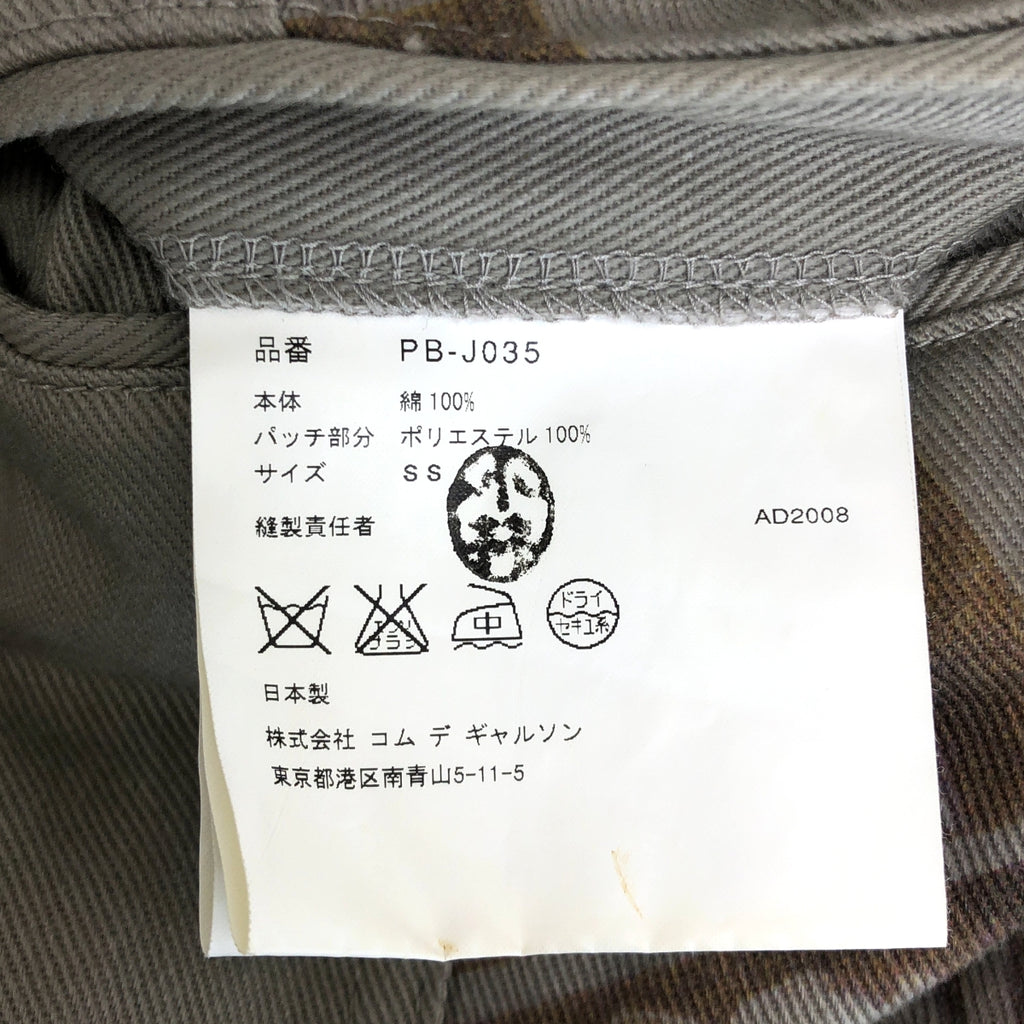 品番 PB-J035
本体 綿 100%
パッチ部分 ポリエステル 100%
サイズ SS
縫製責任者
AD2008
中
ドライ
セキユ系
日本製
株式会社 コム デ ギャルソン
東京都港区南青山5-11-5